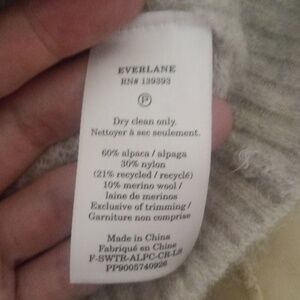 EVERLANE
RN# 139393
P
Dry clean only.
Nettoyer à sec seulement.
60% alpaca / alpaga
30% nylon
(21% recycled / recyclé)
10% merino wool /
laine de merinos
Exclusive of trimming /
Garniture non comprise
Made in China
Fabriqué en Chine
F-SWTR-ALPC-CR-LS
PP9005740926